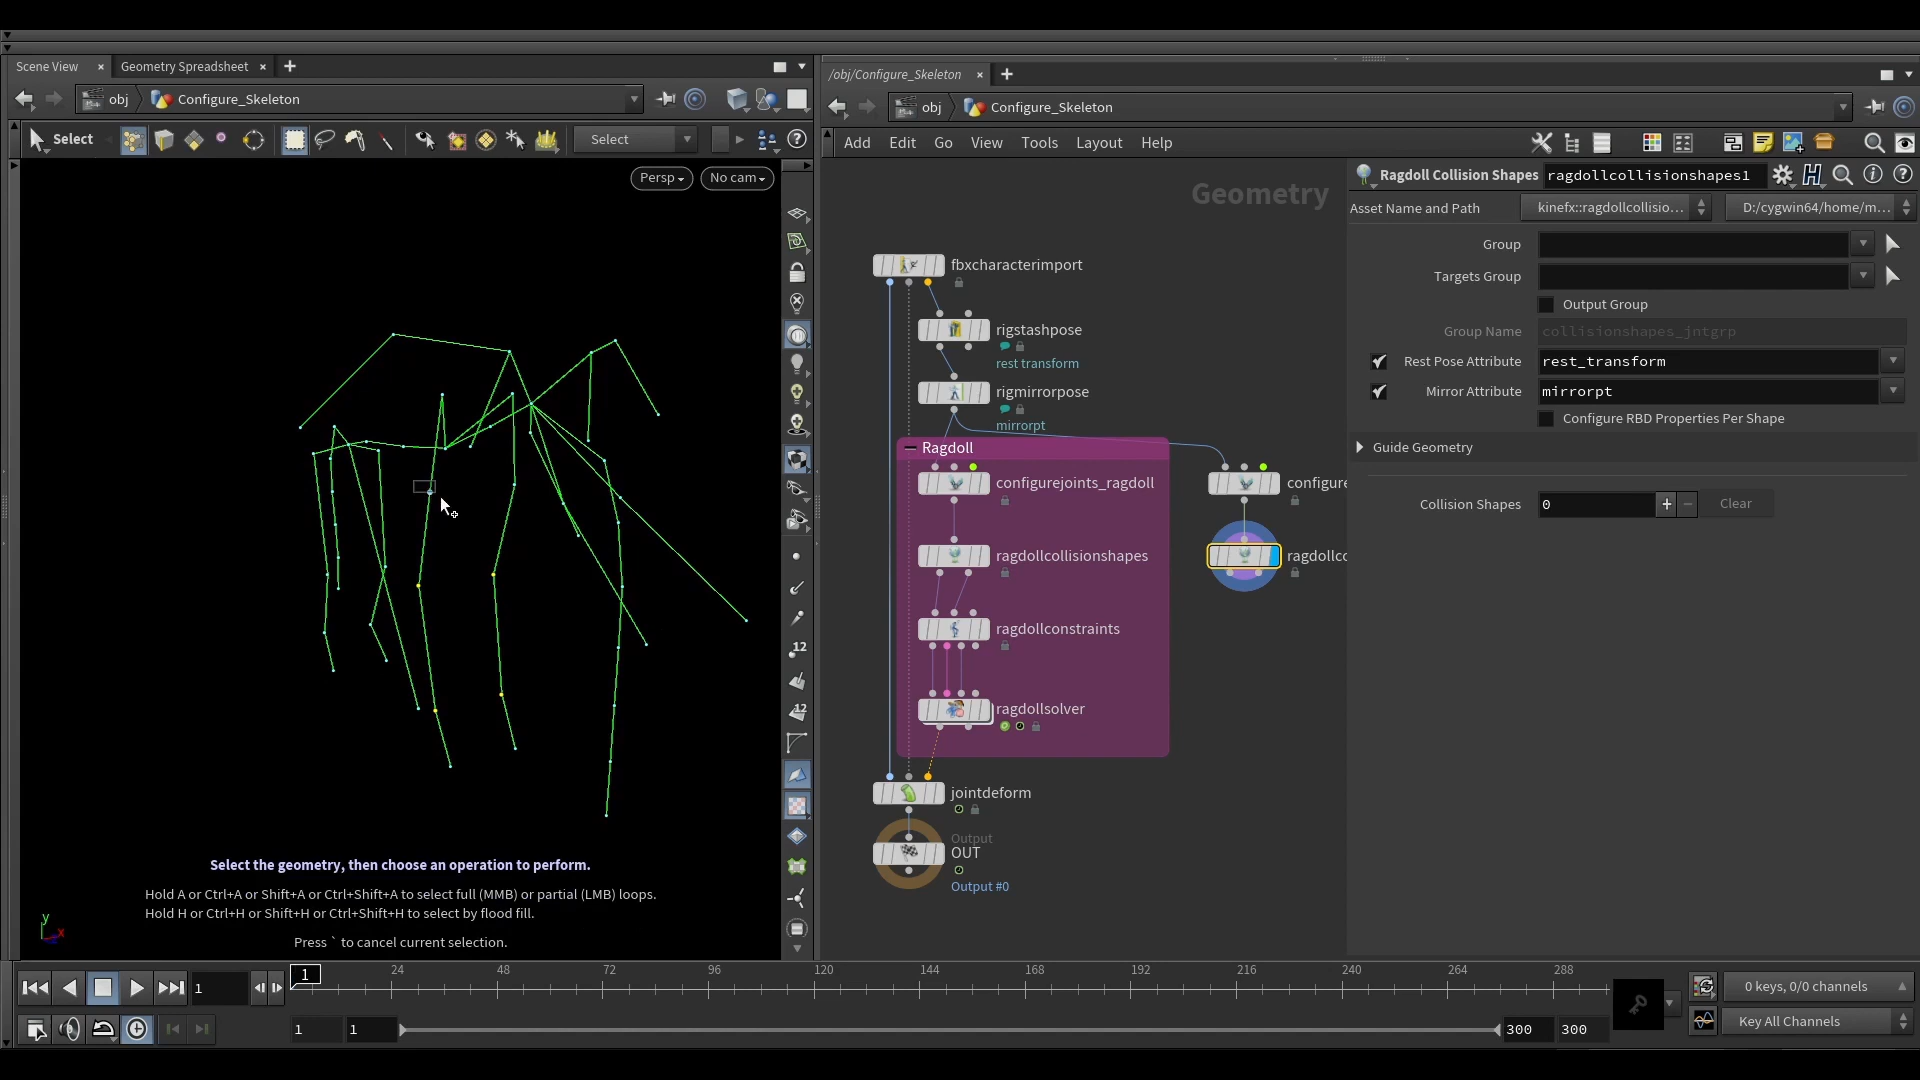 Scene View
Geometry Spreadsheet
/obj/Configure_Skeleton
obj
Configure_Skeleton
obj
Configure_Skeleton
Select
Select
Add
Edit
Go
View
Tools
Layout
Help
Persp
No cam
Geometry
Ragdoll Collision Shapes
ragdollcollisionshapes1
Asset Name and Path
kinefx::ragdollcollisio...
D:/cygwin64/home/m...
Group
Targets Group
Output Group
Group Name
collisionshapes_jntgrp
Rest Pose Attribute
rest_transform
Mirror Attribute
mirrorpt
Configure RBD Properties Per Shape
Guide Geometry
Collision Shapes
0
Clear
fbxcharacterimport
rigstashpose
rest transform
rigmirrorpose
mirrorpt
Ragdoll
configurejoints_ragdoll
configure
ragdollcollisionshapes
ragdollco
ragdollconstraints
ragdollsolver
jointdeform
Output
OUT
Output #0
12
12
Select the geometry, then choose an operation to perform.
Hold A or Ctrl+A or Shift+A or Ctrl+Shift+A to select full (MMB) or partial (LMB) loops.
Hold H or Ctrl+H or Shift+H or Ctrl+Shift+H to select by flood fill.
Press ` to cancel current selection.
y
x
1
1
24
48
72
96
120
144
168
192
216
240
264
288
0 keys, 0/0 channels
1
1
300
300
Key All Channels